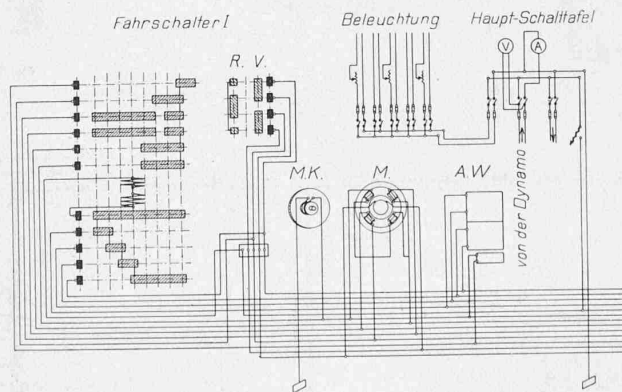 Fahrschalter I
Beleuchtung
Haupt-Schalttafel
R. V.
V
A
M.K.
M.
A.W
von der Dynamo